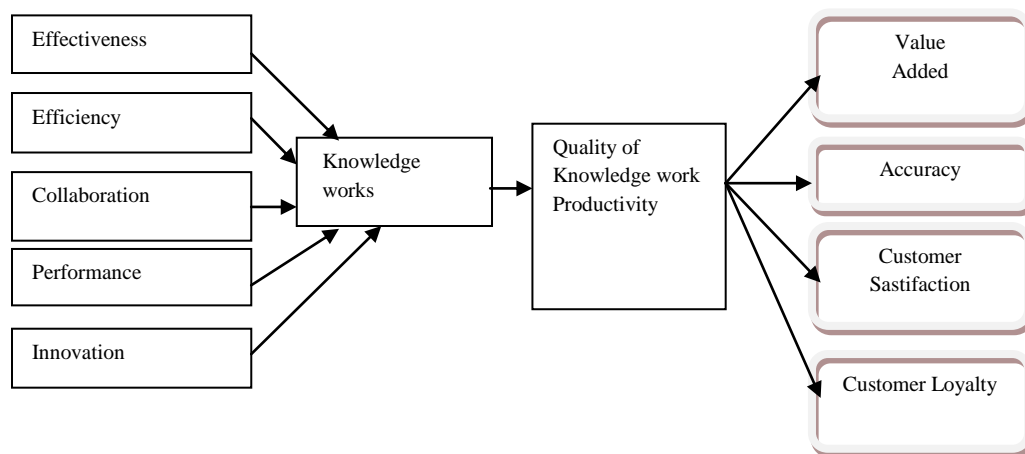 Effectiveness
Efficiency
Collaboration
Performance
Innovation
Knowledge
works
Quality of
Knowledge work
Productivity
Value
Added
Accuracy
Customer
Sastifaction
Customer Loyalty